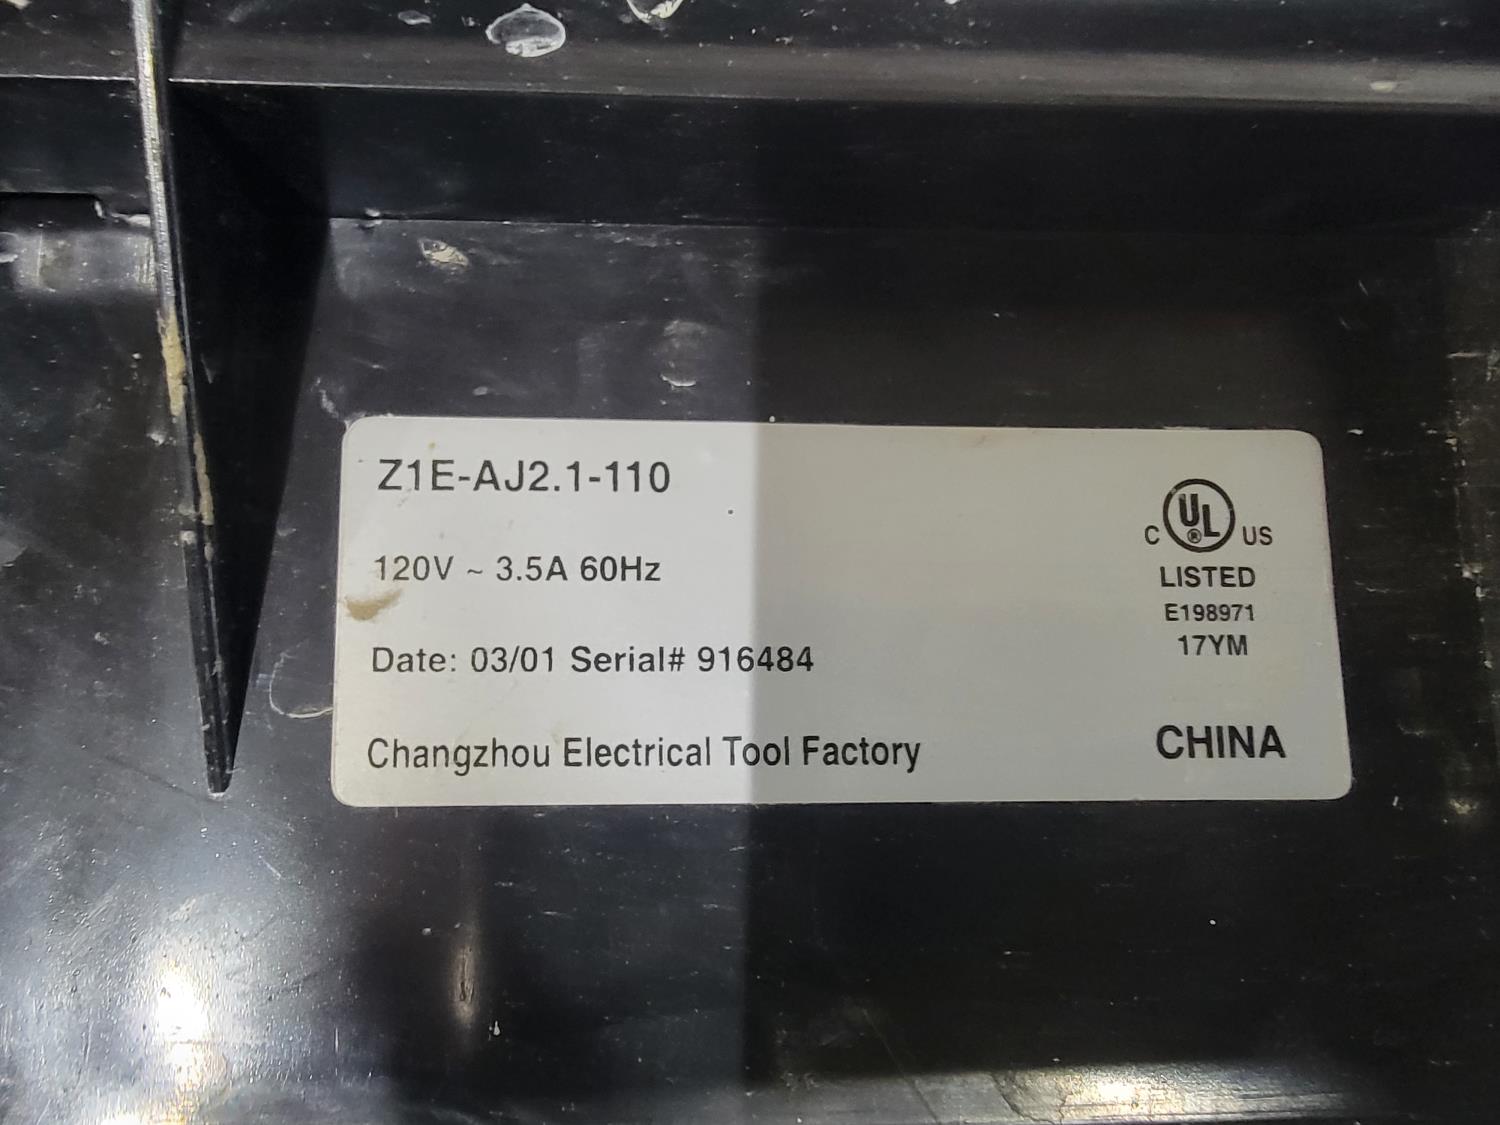 Z1E-AJ2.1-110
120V ~ 3.5A 60Hz
Date: 03/01 Serial# 916484
Changzhou Electrical Tool Factory
C UL® US
LISTED
E198971
17YM
CHINA